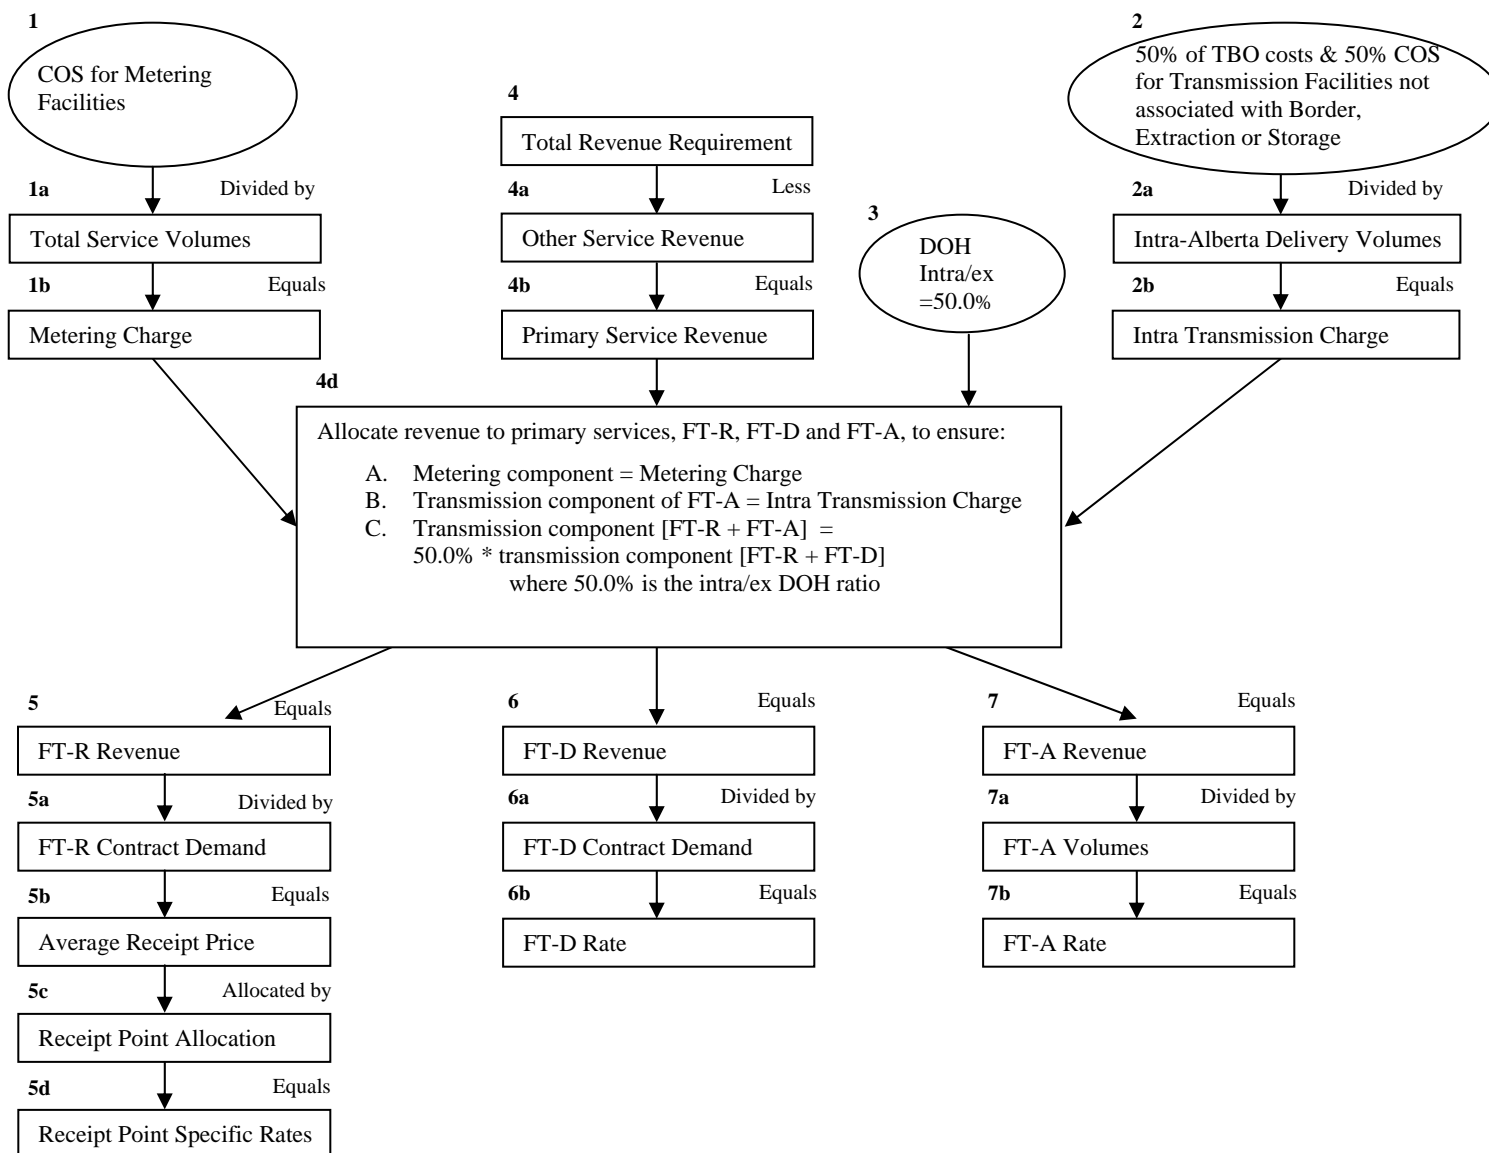 1
COS for Metering
Facilities
1a
Divided by
Total Service Volumes
1b
Equals
Metering Charge
4
Total Revenue Requirement
4a
Less
Other Service Revenue
4b
Equals
Primary Service Revenue
3
DOH
Intra/ex
=50.0%
2
50% of TBO costs & 50% COS
for Transmission Facilities not
associated with Border,
Extraction or Storage
2a
Divided by
Intra-Alberta Delivery Volumes
2b
Equals
Intra Transmission Charge
4d
Allocate revenue to primary services, FT-R, FT-D and FT-A, to ensure:
A. Metering component = Metering Charge
B. Transmission component of FT-A = Intra Transmission Charge
C. Transmission component [FT-R + FT-A] =
50.0% * transmission component [FT-R + FT-D]
where 50.0% is the intra/ex DOH ratio
5
Equals
FT-R Revenue
5a
Divided by
FT-R Contract Demand
5b
Equals
Average Receipt Price
5c
Allocated by
Receipt Point Allocation
5d
Equals
Receipt Point Specific Rates
6
Equals
FT-D Revenue
6a
Divided by
FT-D Contract Demand
6b
Equals
FT-D Rate
7
Equals
FT-A Revenue
7a
Divided by
FT-A Volumes
7b
Equals
FT-A Rate